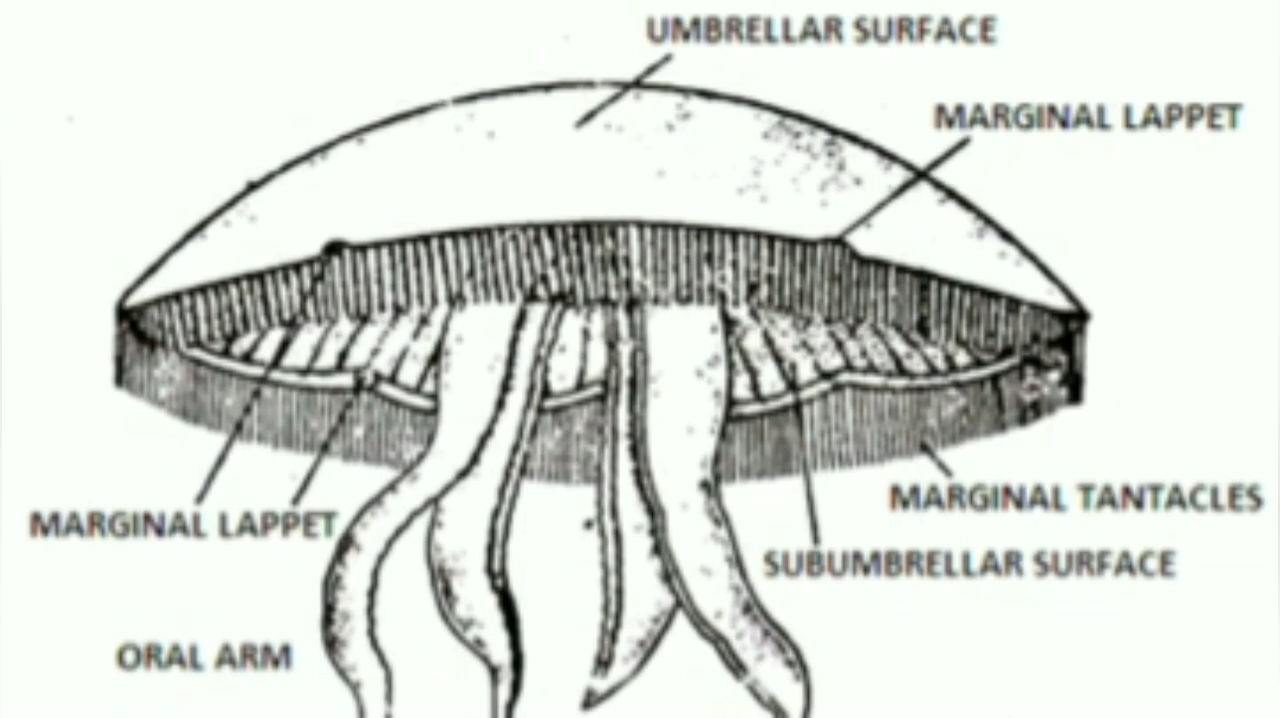 UMBRELLAR SURFACE
MARGINAL LAPPET
MARGINAL TANTACLES
MARGINAL LAPPET
SUBUMBRELLAR SURFACE
ORAL ARM